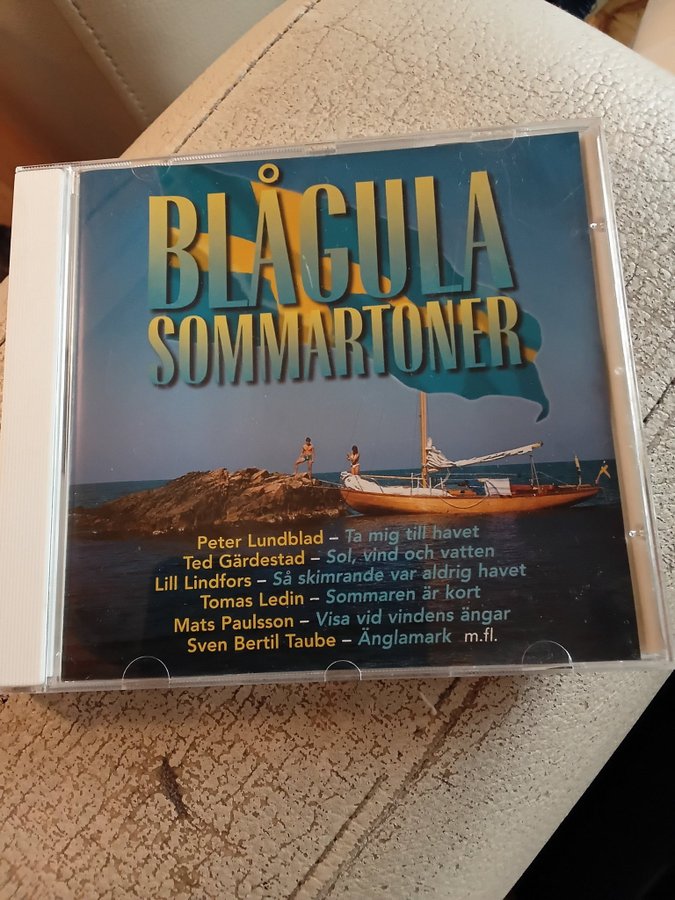 BLÅGULA
SOMMARTONER
Peter Lundblad – Ta mig till havet
Ted Gärdestad – Sol, vind och vatten
Lill Lindfors – Så skimrande var aldrig havet
Tomas Ledin – Sommaren är kort
Mats Paulsson – Visa vid vindens ängar
Sven Bertil Taube – Änglamark m.fl.